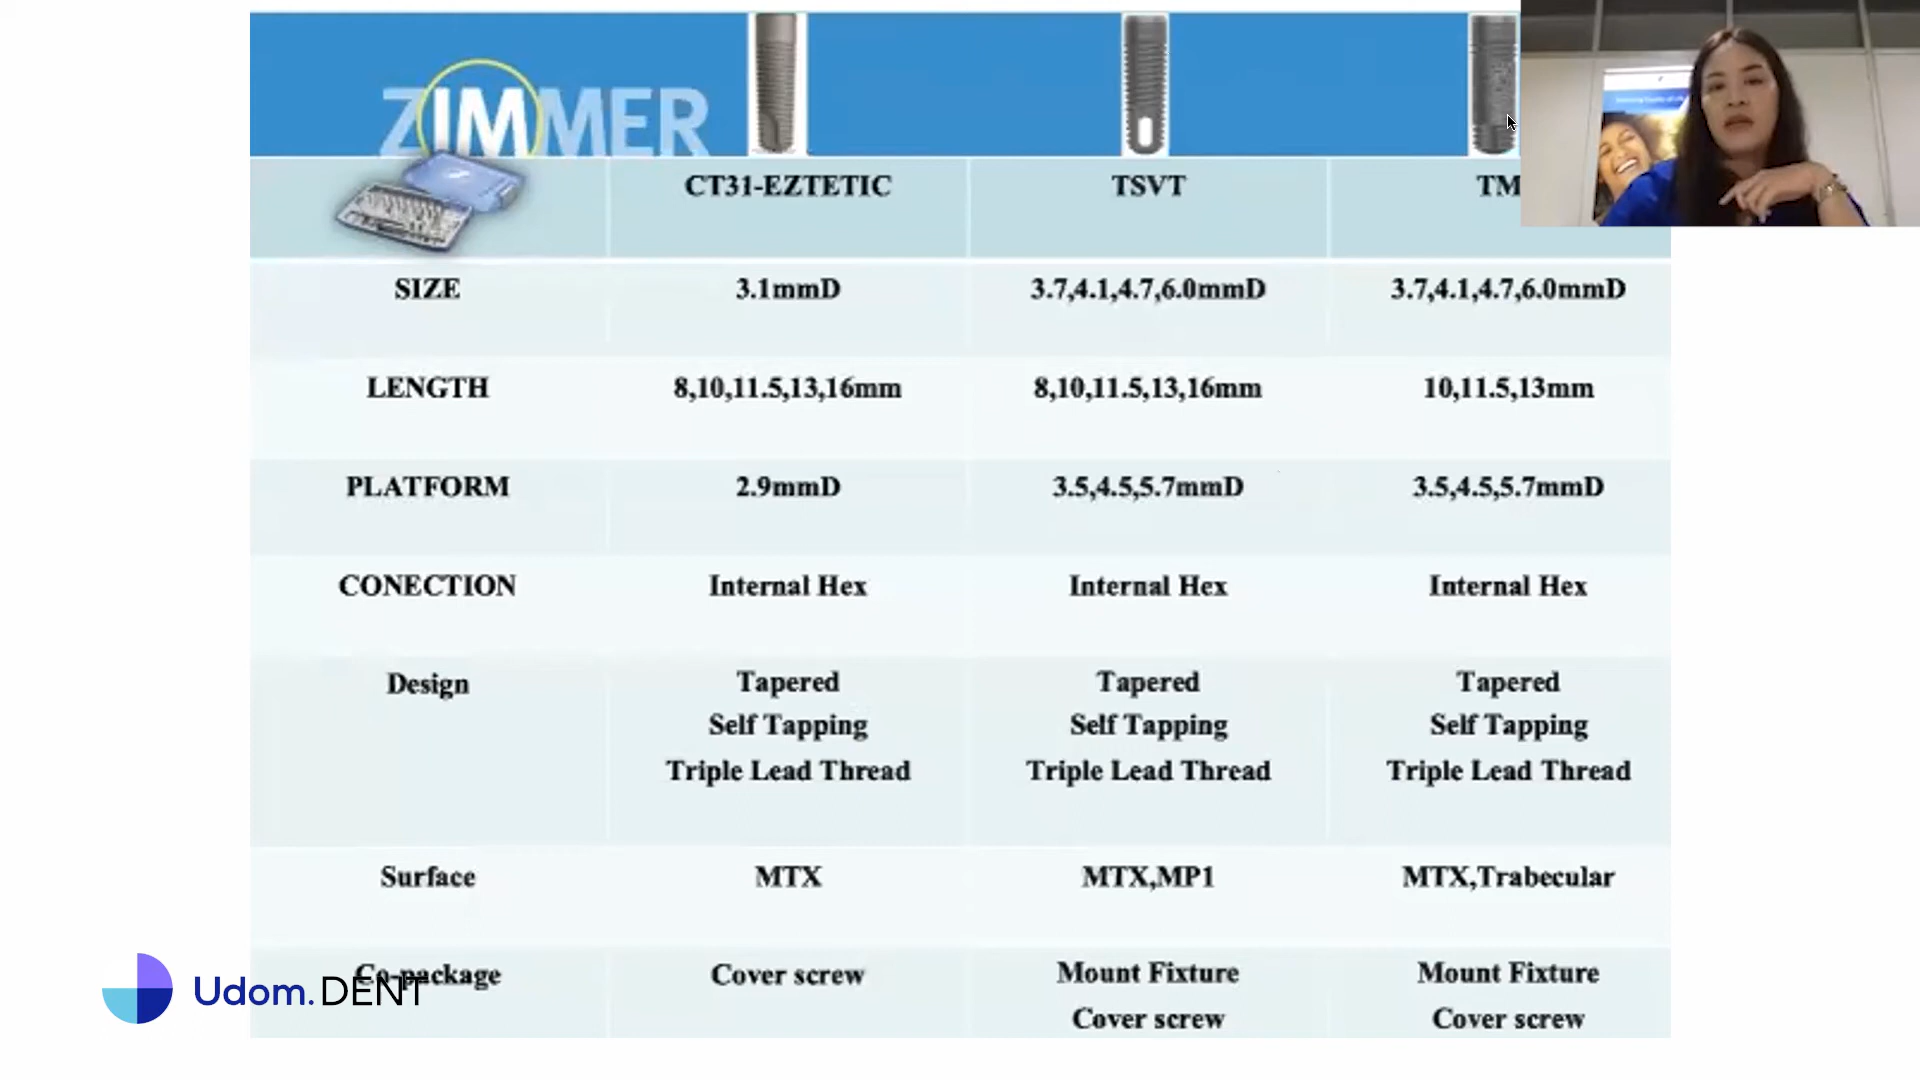 ZIMMER
CT31-EZTETIC
TSVT
TM
SIZE
3.1mmD
3.7,4.1,4.7,6.0mmD
3.7,4.1,4.7,6.0mmD
LENGTH
8,10,11.5,13,16mm
8,10,11.5,13,16mm
10,11.5,13mm
PLATFORM
2.9mmD
3.5,4.5,5.7mmD
3.5,4.5,5.7mmD
CONECTION
Internal Hex
Internal Hex
Internal Hex
Design
Tapered
Self Tapping
Triple Lead Thread
Tapered
Self Tapping
Triple Lead Thread
Tapered
Self Tapping
Triple Lead Thread
Surface
MTX
MTX,MP1
MTX,Trabecular
Co-package
Cover screw
Mount Fixture
Cover screw
Mount Fixture
Cover screw
Udom.DENT